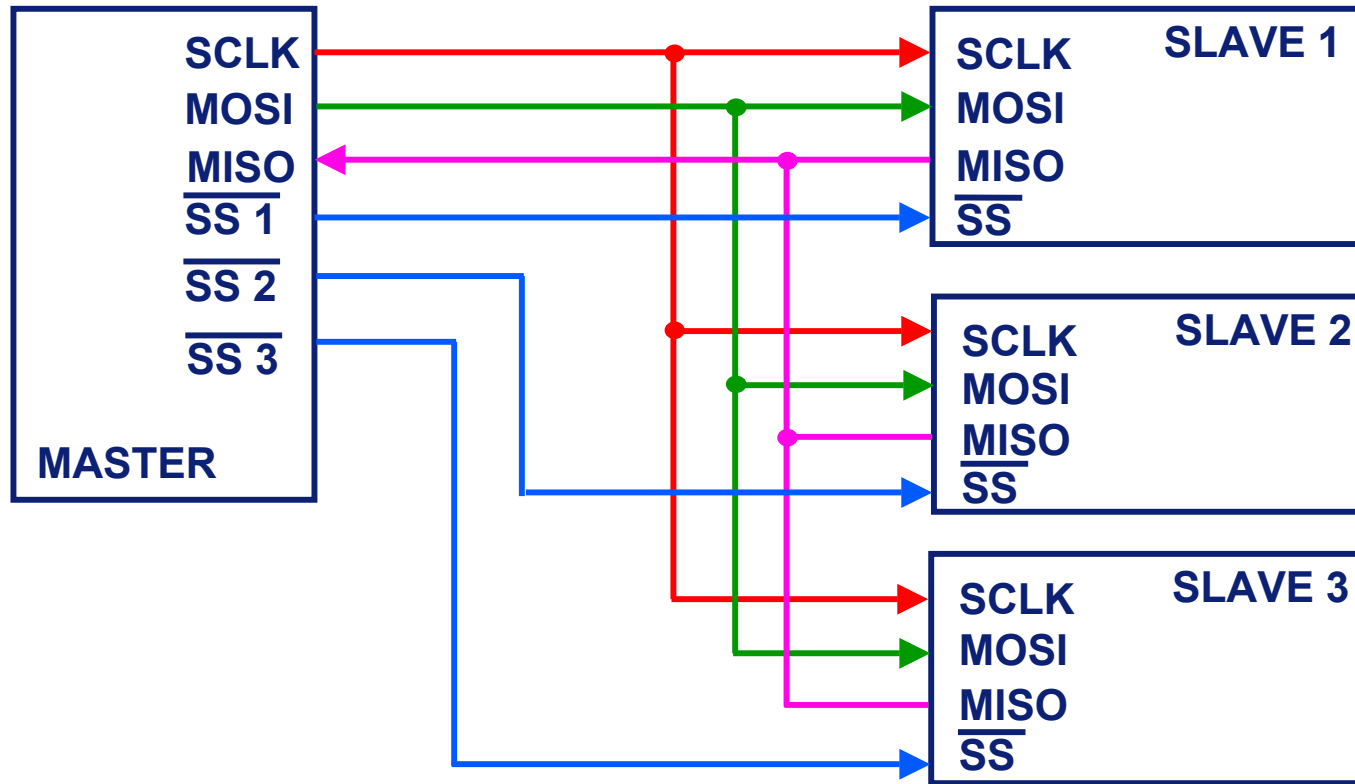 SCLK
MOSI
MISO
SS 1
SS 2
SS 3
MASTER
SLAVE 1
SCLK
MOSI
MISO
SS
SLAVE 2
SCLK
MOSI
MISO
SS
SLAVE 3
SCLK
MOSI
MISO
SS